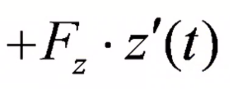 +F_z · z′(t)